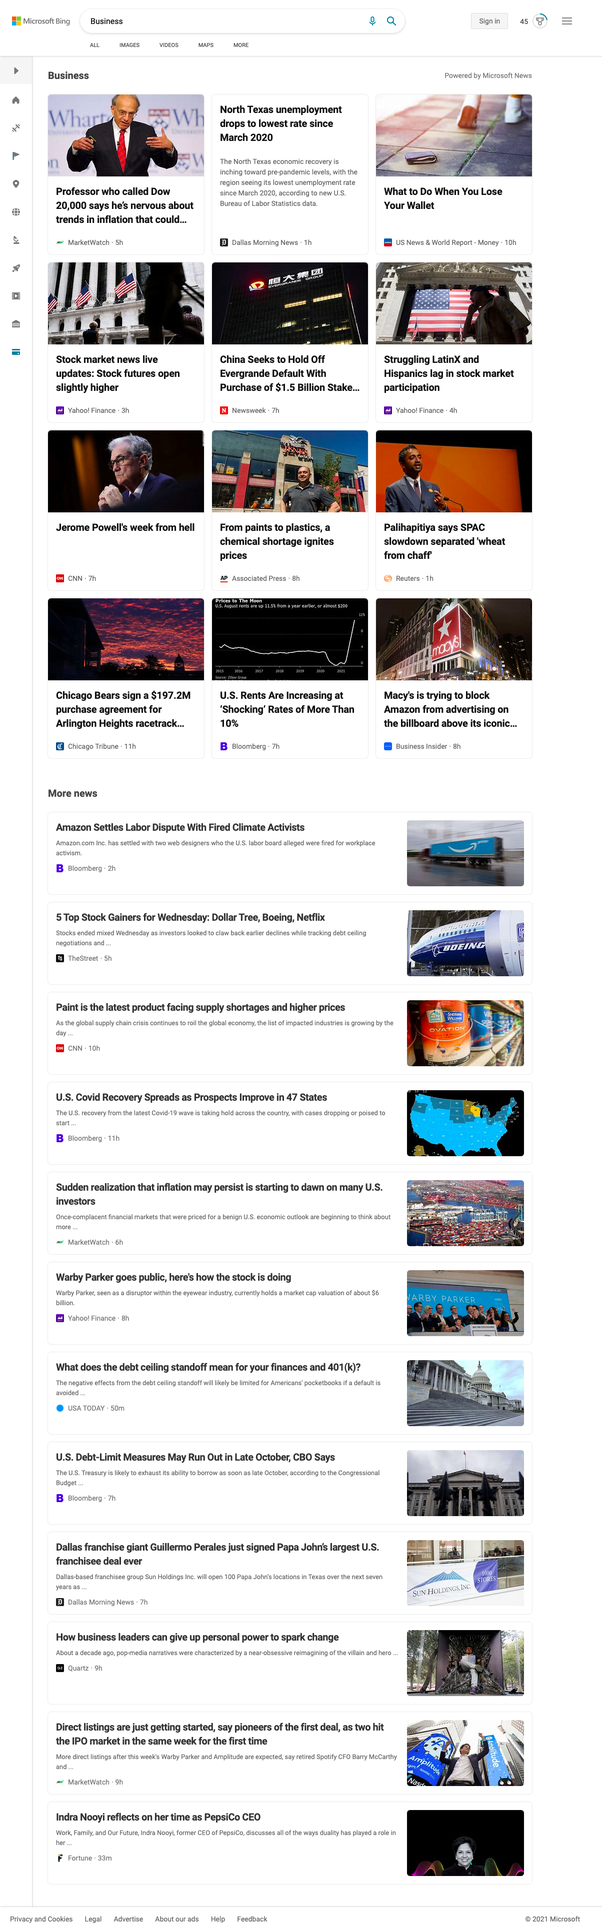 Microsoft Bing
Business
Sign in
45
ALL IMAGES VIDEOS MAPS MORE
Business
Powered by Microsoft News
Professor who called Dow
20,000 says he's nervous about
trends in inflation that could...
MarketWatch · 5h
North Texas unemployment
drops to lowest rate since
March 2020
The North Texas economic recovery is
inching toward pre-pandemic levels, with the
region seeing its lowest unemployment rate
since March 2020, according to new U.S.
Bureau of Labor Statistics data.
Dallas Morning News · 1h
What to Do When You Lose
Your Wallet
US News & World Report - Money · 10h
Stock market news live
updates: Stock futures open
slightly higher
Yahoo! Finance · 3h
China Seeks to Hold Off
Evergrande Default With
Purchase of $1.5 Billion Stake...
Newsweek · 7h
Struggling LatinX and
Hispanics lag in stock market
participation
Yahoo! Finance · 4h
Jerome Powell's week from hell
CNN · 7h
From paints to plastics, a
chemical shortage ignites
prices
Associated Press · 8h
Palihapitiya says SPAC
slowdown separated 'wheat
from chaff'
Reuters · 1h
Chicago Bears sign a $197.2M
purchase agreement for
Arlington Heights racetrack...
Chicago Tribune · 11h
Prices to The Moon
U.S. August rents are up 11.5% from a year earlier, or almost $200
U.S. Rents Are Increasing at
'Shocking' Rates of More Than
10%
Bloomberg · 7h
macy's
Macy's is trying to block
Amazon from advertising on
the billboard above its iconic...
Business Insider · 8h
More news
Amazon Settles Labor Dispute With Fired Climate Activists
Amazon.com Inc. has settled with two web designers who the U.S. labor board alleged were fired for workplace
activism.
Bloomberg · 2h
5 Top Stock Gainers for Wednesday: Dollar Tree, Boeing, Netflix
Stocks ended mixed Wednesday as investors looked to claw back earlier declines while tracking debt ceiling
negotiations and ...
TheStreet · 5h
BOEING
Paint is the latest product facing supply shortages and higher prices
As the global supply chain crisis continues to roil the global economy, the list of impacted industries is growing by the
day ...
CNN · 10h
OVATION
U.S. Covid Recovery Spreads as Prospects Improve in 47 States
The U.S. recovery from the latest Covid-19 wave is taking hold across the country, with cases dropping or poised to
start ...
Bloomberg · 11h
Sudden realization that inflation may persist is starting to dawn on many U.S.
investors
Once-complacent financial markets that were priced for a benign U.S. economic outlook are beginning to think about
more ...
MarketWatch · 6h
Warby Parker goes public, here's how the stock is doing
Warby Parker, seen as a disruptor within the eyewear industry, currently holds a market cap valuation of about $6
billion.
Yahoo! Finance · 8h
WARBY PARKER
What does the debt ceiling standoff mean for your finances and 401(k)?
The negative effects from the debt ceiling standoff will likely be limited for Americans' pocketbooks if a default is
avoided ...
USA TODAY · 50m
U.S. Debt-Limit Measures May Run Out in Late October, CBO Says
The U.S. Treasury is likely to exhaust its ability to borrow as soon as late October, according to the Congressional
Budget ...
Bloomberg · 7h
Dallas franchise giant Guillermo Perales just signed Papa John's largest U.S.
franchisee deal ever
Dallas-based franchisee group Sun Holdings Inc. will open 100 Papa John's locations in Texas over the next seven
years as ...
Dallas Morning News · 7h
SUN HOLDINGS, INC
1000
STORES
How business leaders can give up personal power to spark change
About a decade ago, pop-media narratives were characterized by a near-obsessive reimagining of the villain and hero ...
Quartz · 9h
Direct listings are just getting started, say pioneers of the first deal, as two hit
the IPO market in the same week for the first time
More direct listings after this week's Warby Parker and Amplitude are expected, say retired Spotify CFO Barry McCarthy
and ...
MarketWatch · 9h
Amplitude
Indra Nooyi reflects on her time as PepsiCo CEO
Work, Family, and Our Future, Indra Nooyi, former CEO of PepsiCo, discusses all of the ways duality has played a role in
her ...
Fortune · 33m
Privacy and Cookies Legal Advertise About our ads Help Feedback
© 2021 Microsoft